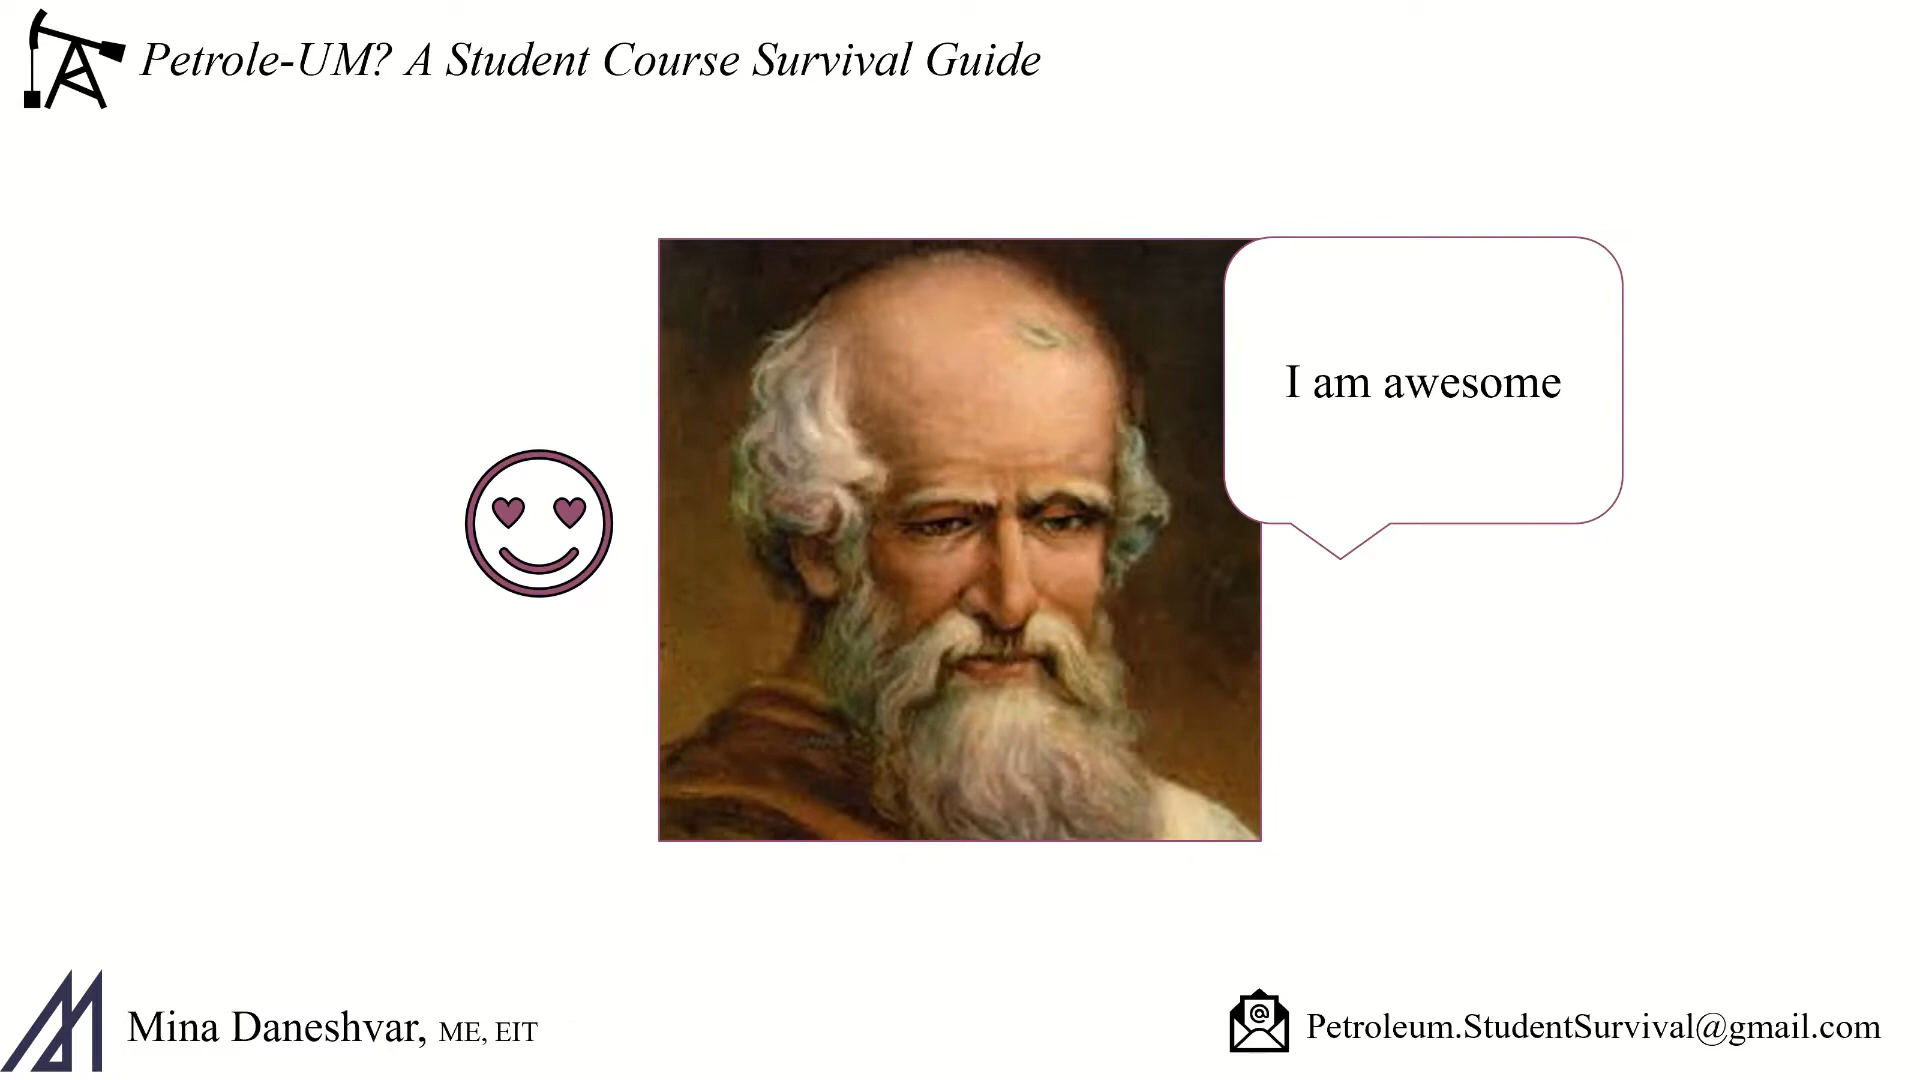 Petrole-UM? A Student Course Survival Guide
I am awesome
Mina Daneshvar, ME, EIT
Petroleum.StudentSurvival@gmail.com